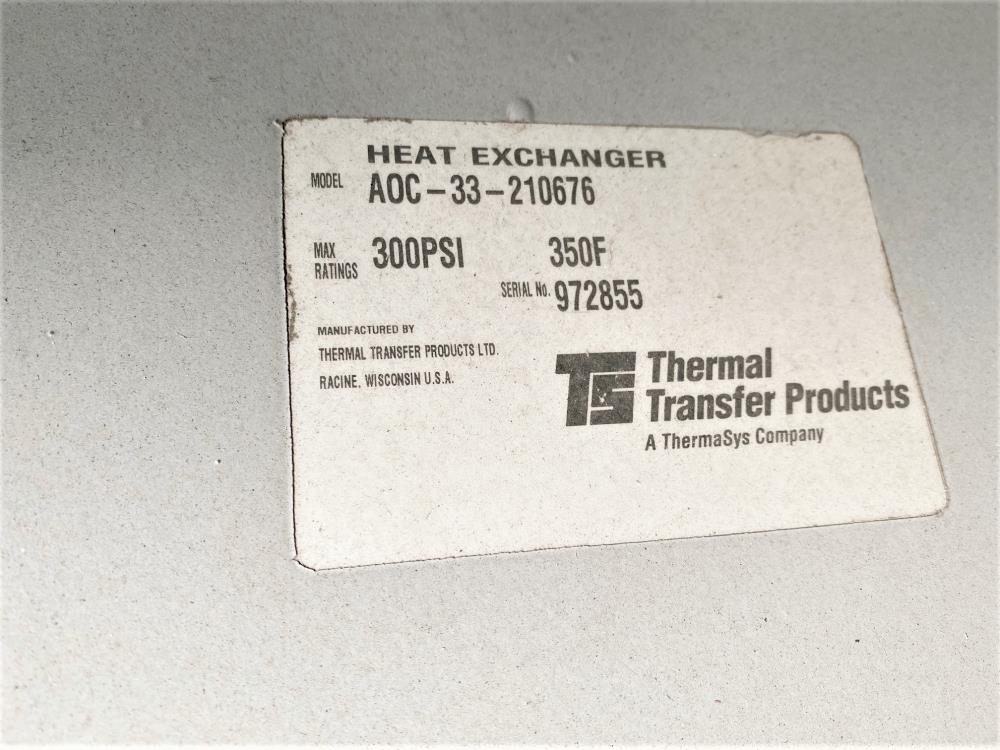 HEAT EXCHANGER
MODEL AOC-33-210676
MAX RATINGS 300PSI 350F
SERIAL No. 972855
MANUFACTURED BY
THERMAL TRANSFER PRODUCTS LTD.
RACINE, WISCONSIN U.S.A.
TTS Thermal
Transfer Products
A ThermaSys Company